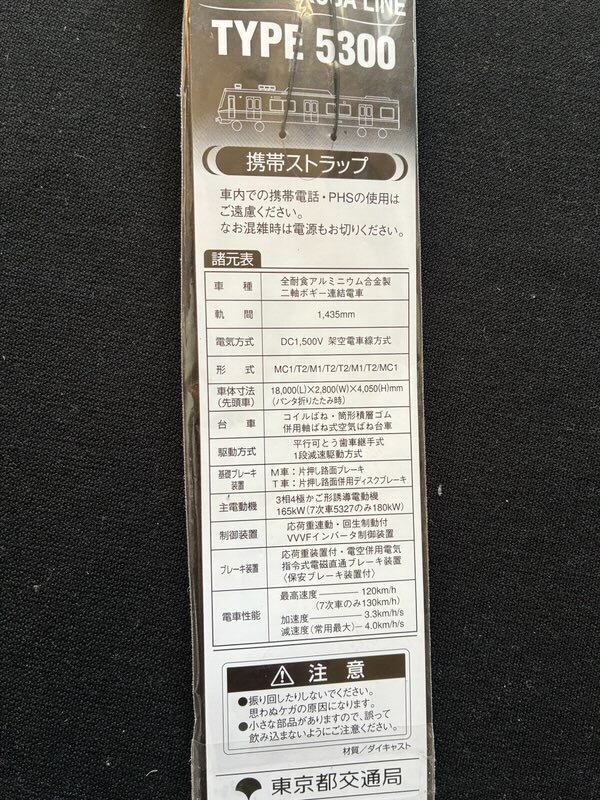 LINE
TYPE 5300
携帯ストラップ
車内での携帯電話・PHSの使用は
ご遠慮ください。
なお混雑時は電源もお切りください。
諸元表
車種 全耐食アルミニウム合金製
二軸ボギー連結電車
軌間 1,435mm
電気方式 DC1,500V 架空電車線方式
形式 MC1/T2/M1/T2/T2/M1/T2/MC1
車体寸法 18,000(L)×2,800(W)×4,050(H)mm
(先頭車) (パンタ折りたたみ時)
台車 コイルばね・筒形積層ゴム
併用軸ばね式空気ばね台車
駆動方式 平行可とう歯車継手式
1段減速駆動方式
基礎ブレーキ M車:片押し踏面ブレーキ
装置 T車:片押し踏面併用ディスクブレーキ
主電動機 3相4極かご形誘導電動機
165kW(7次車5327のみ180kW)
制御装置 応荷重連動・回生制動付
VVVFインバータ制御装置
ブレーキ装置 応荷重装置付・電空併用電気
指令式電磁直通ブレーキ装置
〈保安ブレーキ装置付〉
電車性能 最高速度 120km/h
(7次車のみ130km/h)
加速度 3.3km/h/s
減速度(常用最大) 4.0km/h/s
注意
●振り回したりしないでください。
思わぬケガの原因になります。
●小さな部品がありますので、誤って
飲み込まないようにご注意ください。
材質/ダイキャスト
東京都交通局